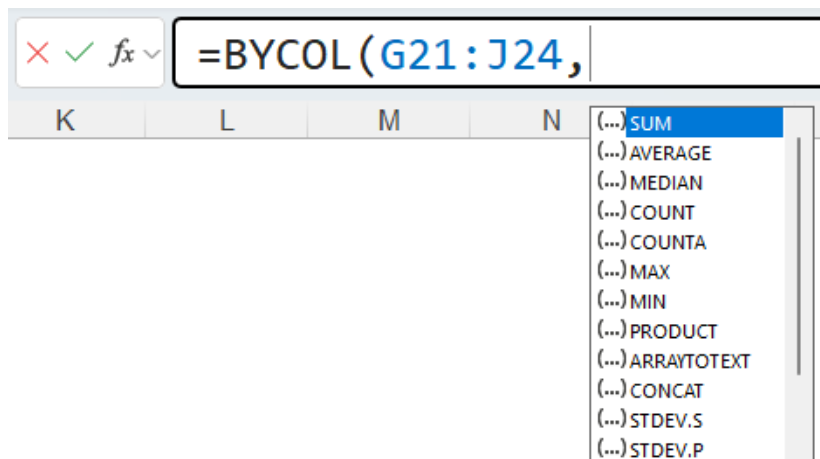 fx =BYCOL(G21:J24,
K L M N
(...) SUM
(...) AVERAGE
(...) MEDIAN
(...) COUNT
(...) COUNTA
(...) MAX
(...) MIN
(...) PRODUCT
(...) ARRAYTOTEXT
(...) CONCAT
(...) STDEV.S
(...) STDEV.P